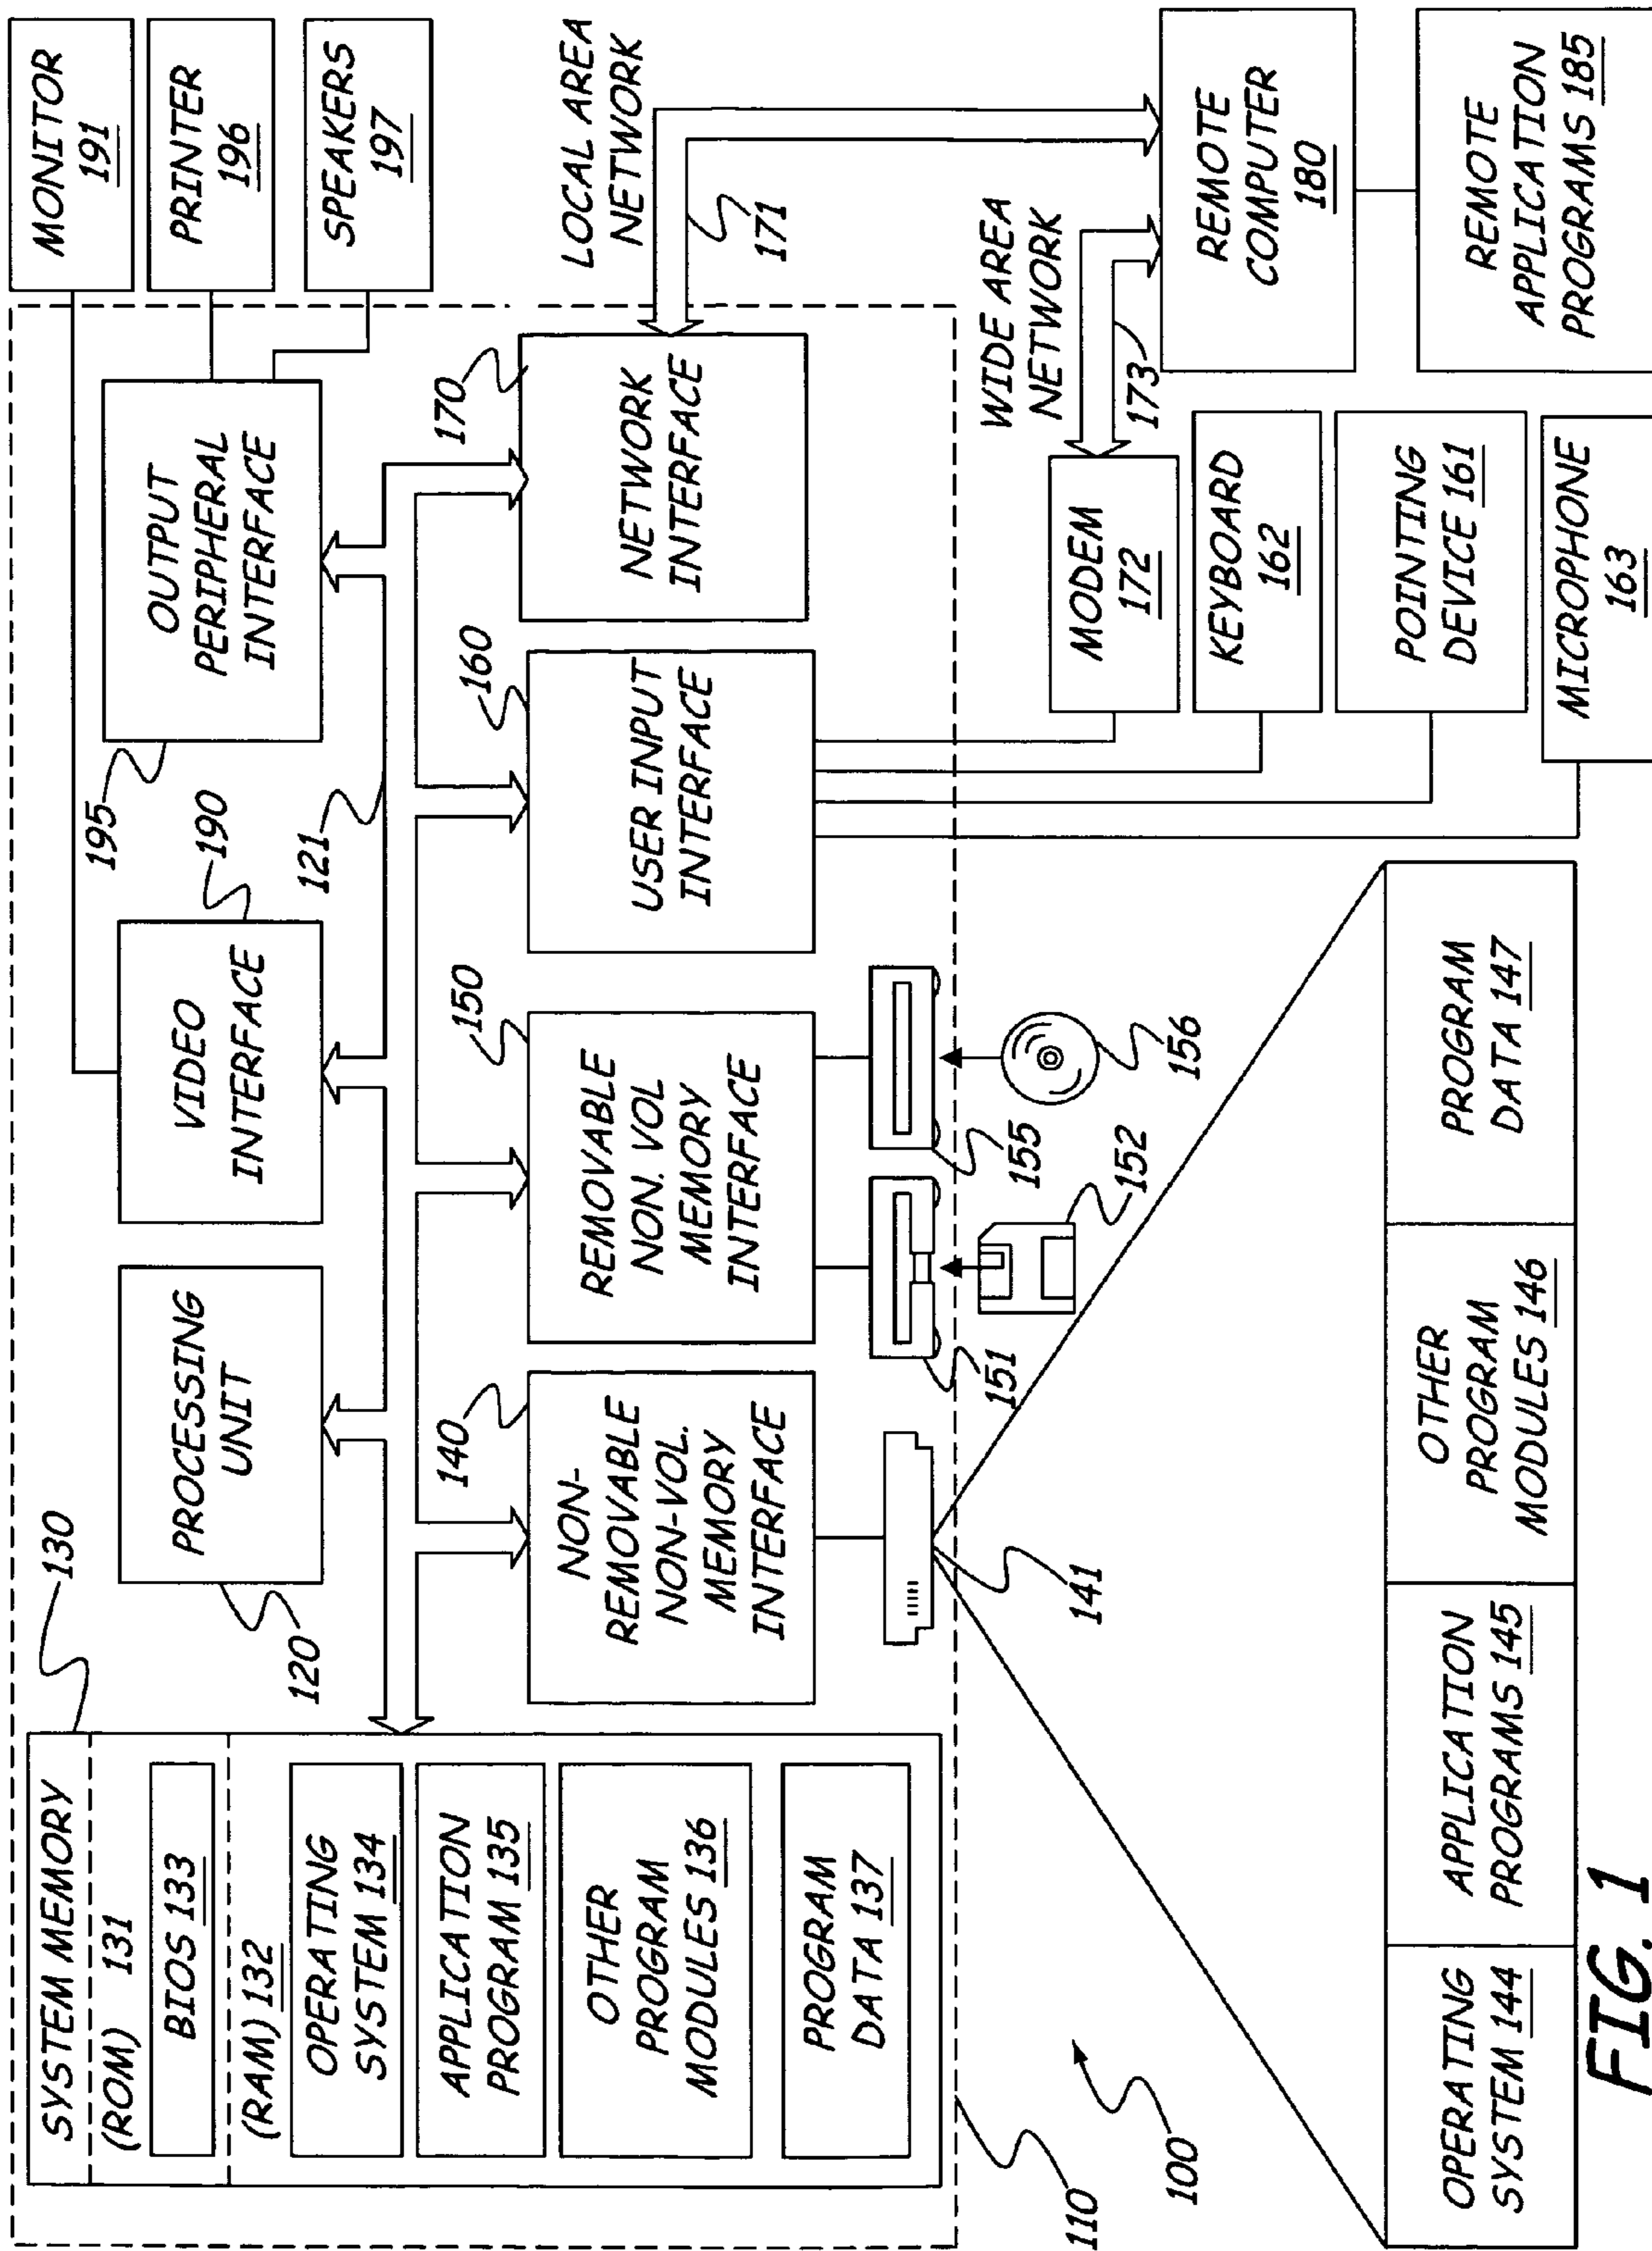 SYSTEM MEMORY
(ROM) 131
BIOS 133
(RAM) 132
OPERATING
SYSTEM 134
APPLICATION
PROGRAM 135
OTHER
PROGRAM
MODULES 136
PROGRAM
DATA 137
130
PROCESSING
UNIT
120
VIDEO
INTERFACE
190
OUTPUT
PERIPHERAL
INTERFACE
195
121
MONITOR
191
PRINTER
196
SPEAKERS
197
NON-
REMOVABLE
NON-VOL.
MEMORY
INTERFACE
140
REMOVABLE
NON. VOL
MEMORY
INTERFACE
150
USER INPUT
INTERFACE
160
NETWORK
INTERFACE
170
LOCAL AREA
NETWORK
171
141
151
152
155
156
WIDE AREA
NETWORK
173
MODEM
172
KEYBOARD
162
POINTING
DEVICE 161
MICROPHONE
163
REMOTE
COMPUTER
180
REMOTE
APPLICATION
PROGRAMS 185
110
100
OPERATING
SYSTEM 144
APPLICATION
PROGRAMS 145
OTHER
PROGRAM
MODULES 146
PROGRAM
DATA 147
FIG. 1